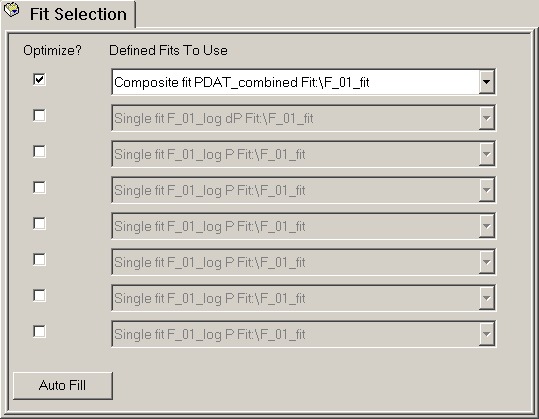 Fit Selection
Optimize? Defined Fits To Use
Composite fit PDAT_combined Fit:\F_01_fit
Single fit F_01_log dP Fit:\F_01_fit
Single fit F_01_log P Fit:\F_01_fit
Single fit F_01_log P Fit:\F_01_fit
Single fit F_01_log P Fit:\F_01_fit
Single fit F_01_log P Fit:\F_01_fit
Single fit F_01_log P Fit:\F_01_fit
Single fit F_01_log P Fit:\F_01_fit
Auto Fill